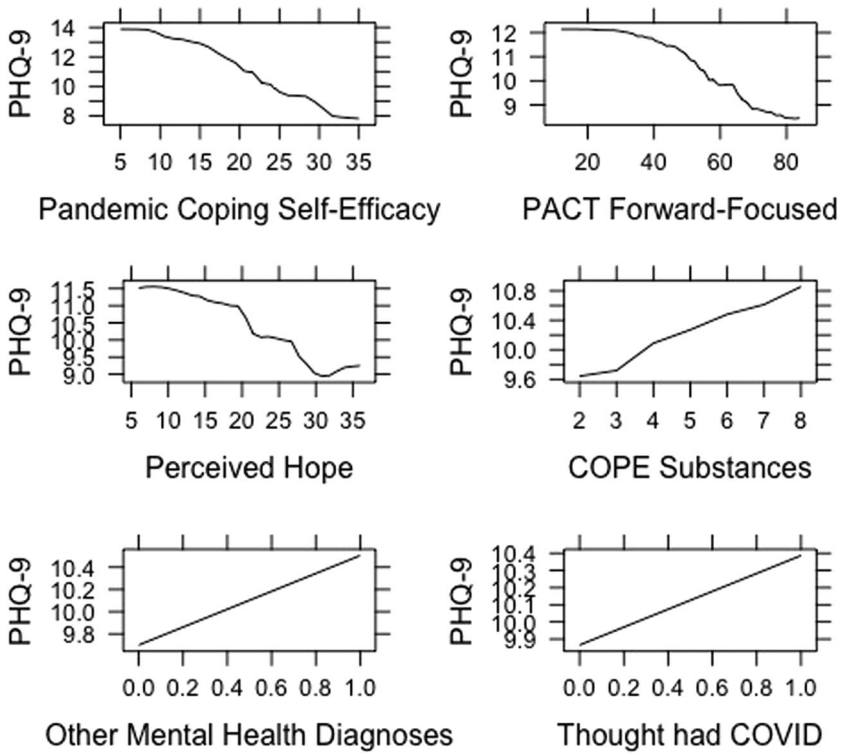 PHQ-9
14
12
10
8
5 10 15 20 25 30 35
Pandemic Coping Self-Efficacy
PHQ-9
12
11
10
9
20 40 60 80
PACT Forward-Focused
PHQ-9
11.5
11.0
10.5
10.0
9.5
9.0
5 10 15 20 25 30 35
Perceived Hope
PHQ-9
10.8
10.4
10.0
9.6
2 3 4 5 6 7 8
COPE Substances
PHQ-9
10.4
10.2
10.0
9.8
0.0 0.2 0.4 0.6 0.8 1.0
Other Mental Health Diagnoses
PHQ-9
10.4
10.3
10.2
10.1
10.0
9.9
0.0 0.2 0.4 0.6 0.8 1.0
Thought had COVID